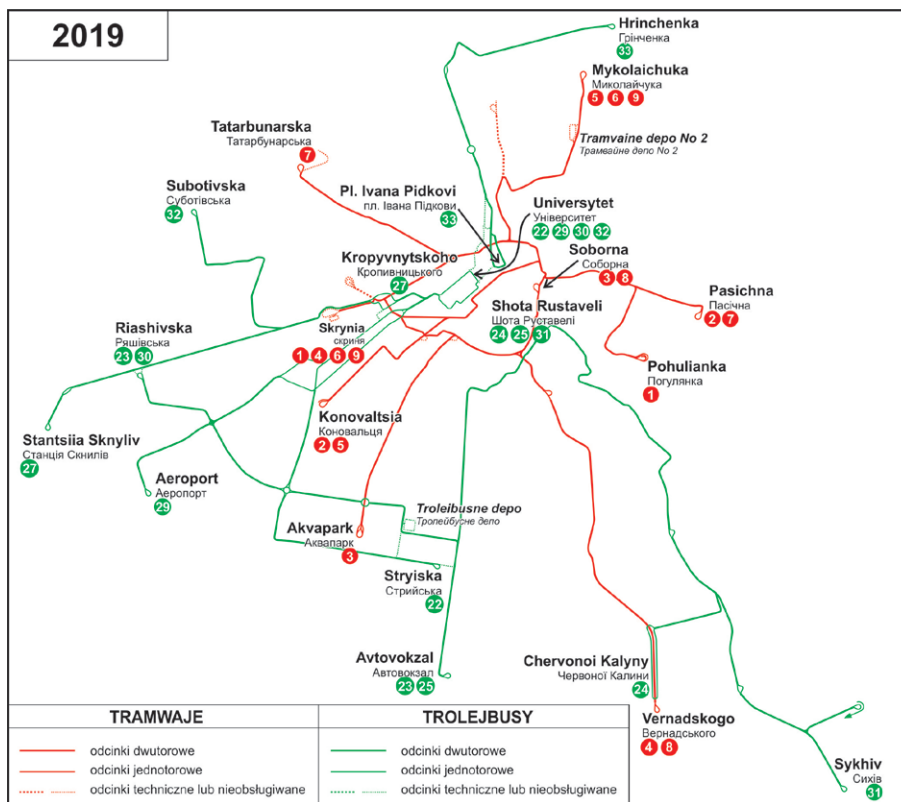 2019
Hrinchenka
Грінченка
33
Mykolaichuka
Миколайчука
5 6 9
Tramvaine depo No 2
Трамвайне депо No 2
Tatarbunarska
Татарбунарська
7
Subotivska
Суботівська
32
Pl. Ivana Pidkovi
пл. Івана Підкови
33
Universytet
Університет
22 29 30 32
Soborna
Соборна
3 8
Kropyvnytskoho
Кропивницького
27
Pasichna
Пасічна
2 7
Shota Rustaveli
Шота Руставелі
24 25 31
Skrynia
скриня
1 4 6 9
Riashivska
Ряшівська
23 30
Pohulianka
Погулянка
1
Konovaltsia
Коновальця
2 5
Stantsiia Sknyliv
Станція Скнилів
27
Aeroport
Аеропорт
29
Troleibusne depo
Тролейбусне депо
Akvapark
Аквапарк
3
Stryiska
Стрийська
22
Avtovokzal
Автовокзал
23 25
Chervonoi Kalyny
Червоної Калини
24
Vernadskogo
Вернадського
4 8
Sykhiv
Сихів
31
TRAMWAJE
odcinki dwutorowe
odcinki jednotorowe
odcinki techniczne lub nieobsługiwane
TROLEJBUSY
odcinki dwutorowe
odcinki jednotorowe
odcinki techniczne lub nieobsługiwane